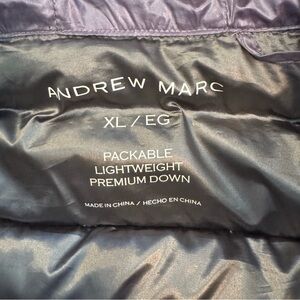 ANDREW MARC
XL / EG
PACKABLE
LIGHTWEIGHT
PREMIUM DOWN
MADE IN CHINA / HECHO EN CHINA